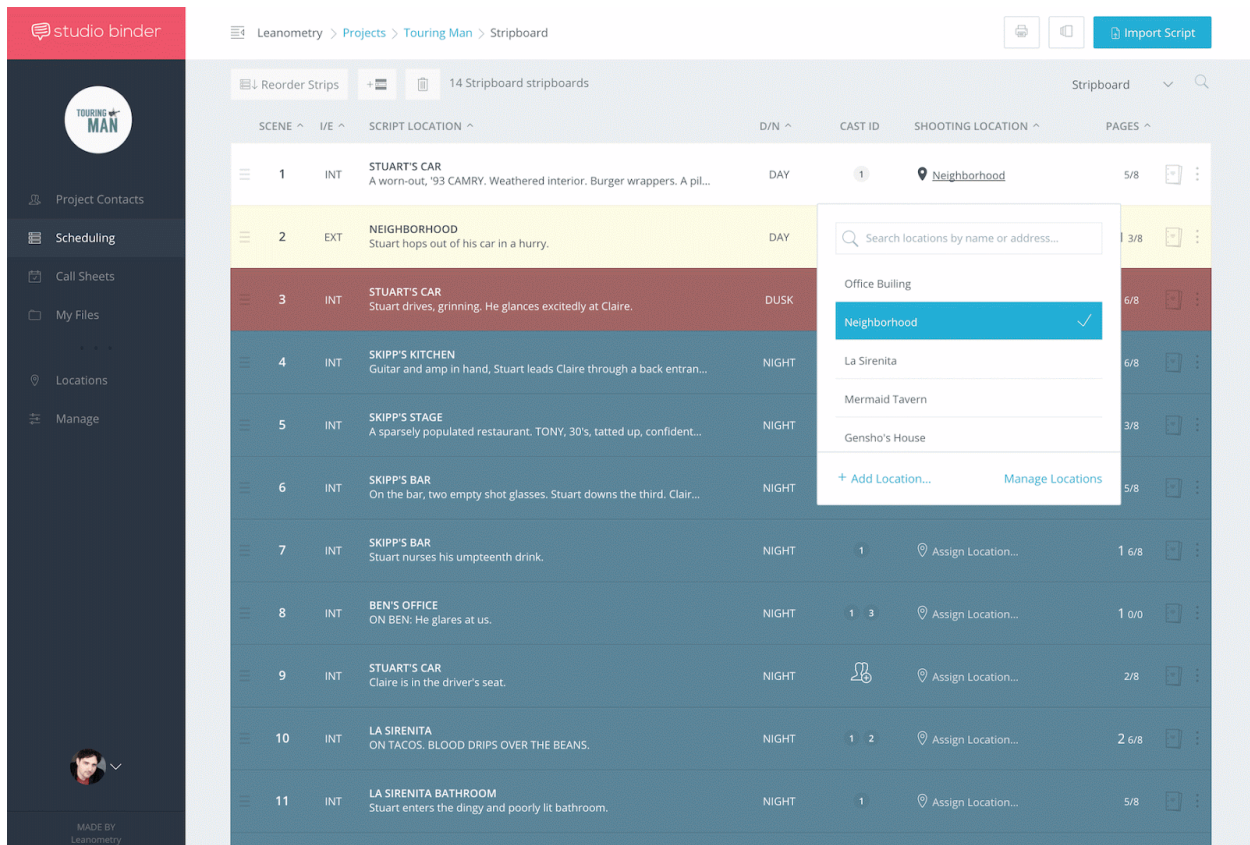 studio binder
Leanometry > Projects > Touring Man > Stripboard
Import Script
TOURING
MAN
Reorder Strips
14 Stripboard stripboards
Stripboard
SCENE I/E SCRIPT LOCATION D/N CAST ID SHOOTING LOCATION PAGES
1 INT STUART'S CAR DAY 1 Neighborhood 5/8
A worn-out, '93 CAMRY. Weathered interior. Burger wrappers. A pil...
Project Contacts
Scheduling
Call Sheets
My Files
Locations
Manage
2 EXT NEIGHBORHOOD DAY 1 3/8
Stuart hops out of his car in a hurry.
Search locations by name or address...
Office Builing
Neighborhood
La Sirenita
Mermaid Tavern
Gensho's House
+ Add Location... Manage Locations
3 INT STUART'S CAR DUSK 6/8
Stuart drives, grinning. He glances excitedly at Claire.
4 INT SKIPP'S KITCHEN NIGHT 6/8
Guitar and amp in hand, Stuart leads Claire through a back entran...
5 INT SKIPP'S STAGE NIGHT 3/8
A sparsely populated restaurant. TONY, 30's, tatted up, confident...
6 INT SKIPP'S BAR NIGHT 5/8
On the bar, two empty shot glasses. Stuart downs the third. Clair...
7 INT SKIPP'S BAR NIGHT 1 Assign Location... 1 6/8
Stuart nurses his umpteenth drink.
8 INT BEN'S OFFICE NIGHT 1 3 Assign Location... 1 0/0
ON BEN: He glares at us.
9 INT STUART'S CAR NIGHT Assign Location... 2/8
Claire is in the driver's seat.
10 INT LA SIRENITA NIGHT 1 2 Assign Location... 2 6/8
ON TACOS. BLOOD DRIPS OVER THE BEANS.
11 INT LA SIRENITA BATHROOM NIGHT 1 Assign Location... 5/8
Stuart enters the dingy and poorly lit bathroom.
MADE BY
Leanometry